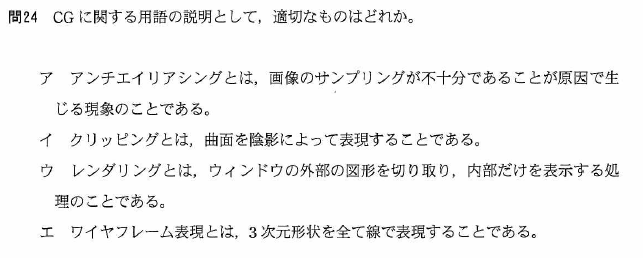 問24 CGに関する用語の説明として，適切なものはどれか。
ア アンチエイリアシングとは，画像のサンプリングが不十分であることが原因で生
じる現象のことである。
イ クリッピングとは，曲面を陰影によって表現することである。
ウ レンダリングとは，ウィンドウの外部の図形を切り取り，内部だけを表示する処
理のことである。
エ ワイヤフレーム表現とは，3次元形状を全て線で表現することである。